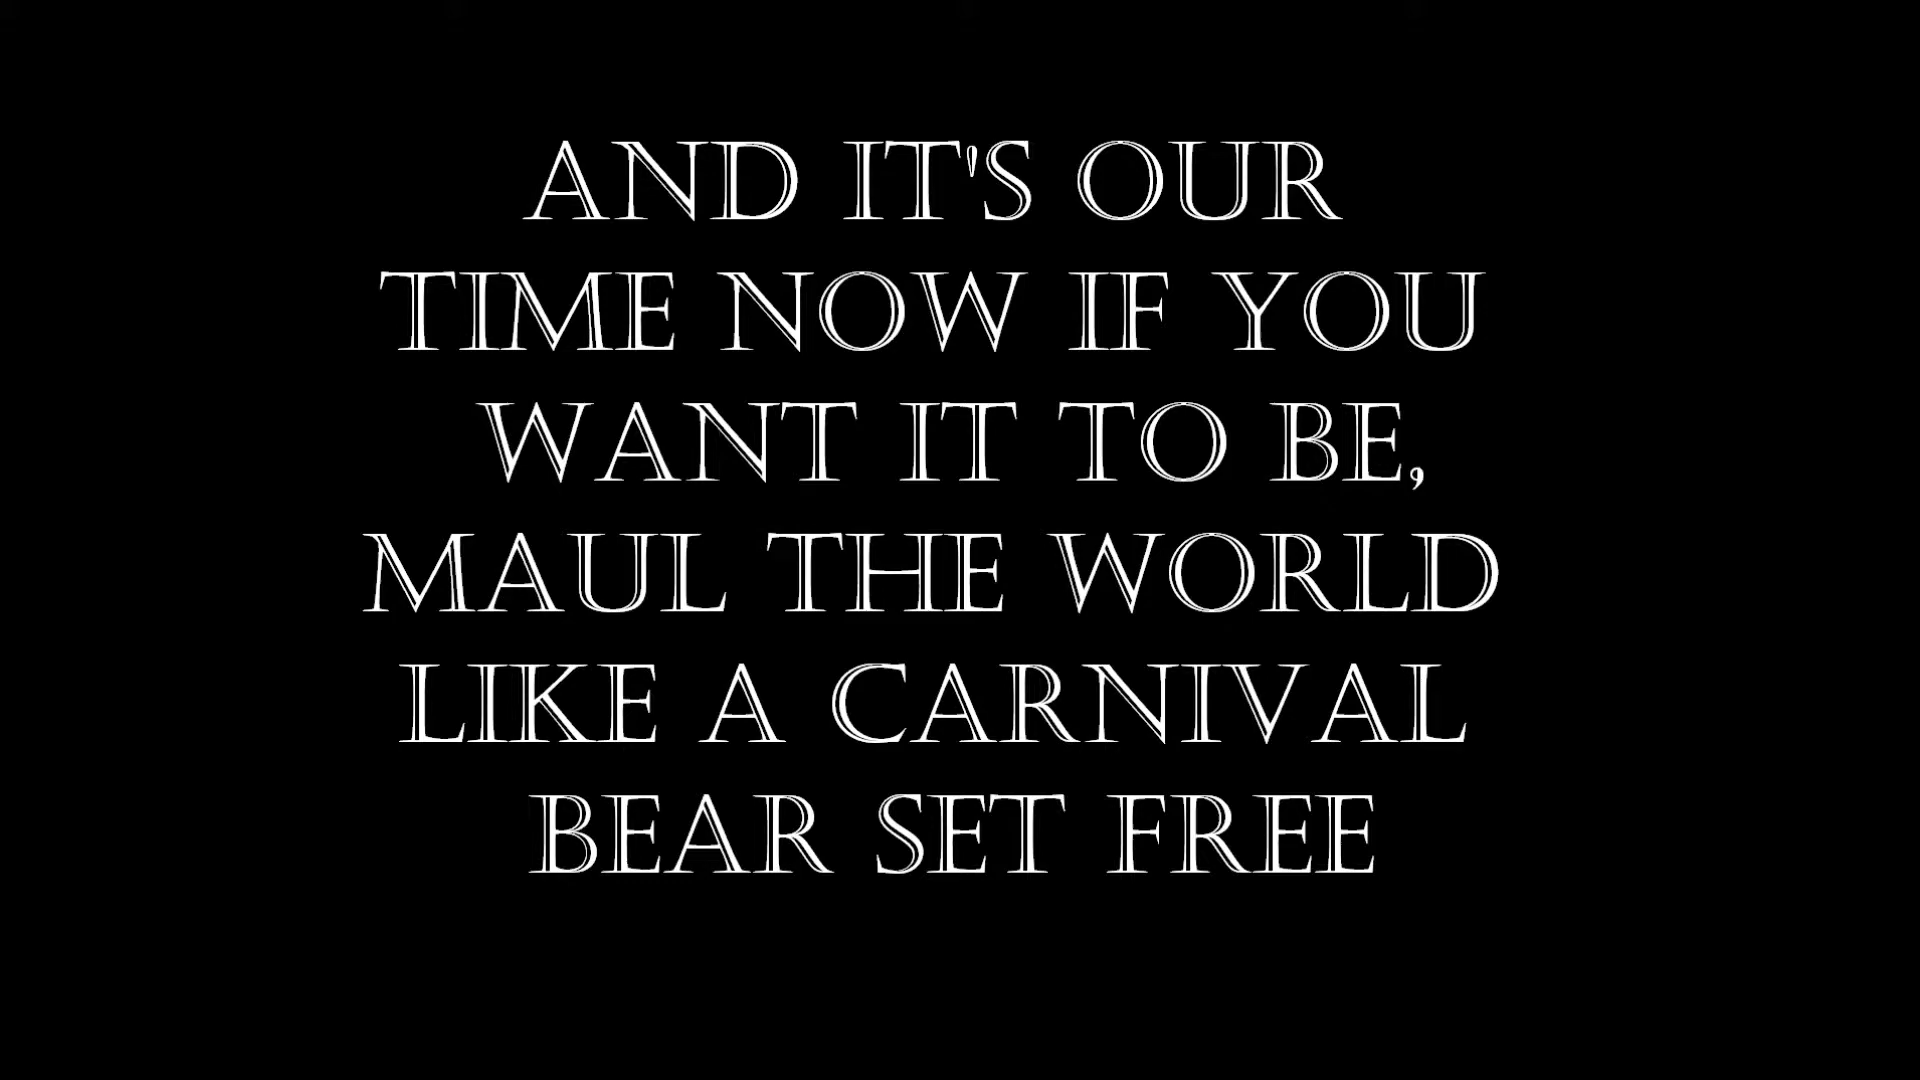 AND IT'S OUR
TIME NOW IF YOU
WANT IT TO BE,
MAUL THE WORLD
LIKE A CARNIVAL
BEAR SET FREE